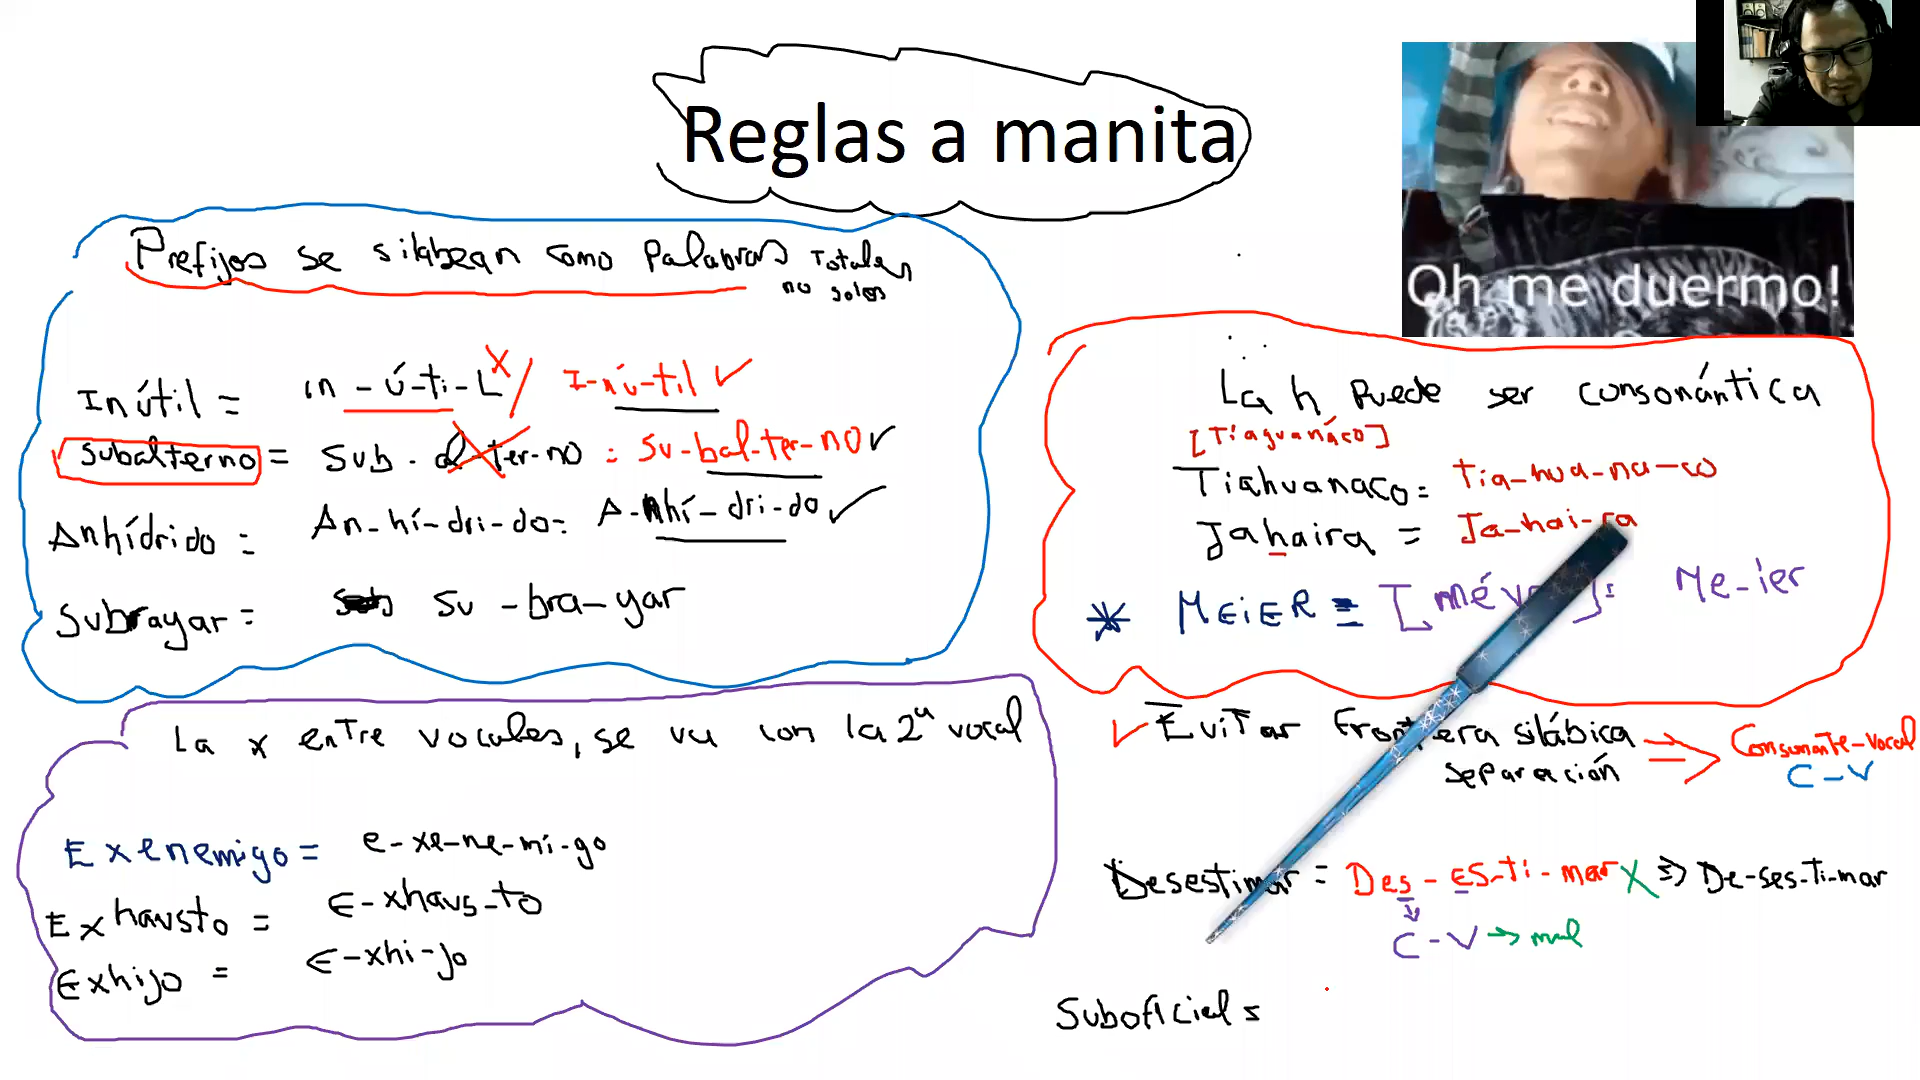 Reglas a manita
Oh me duermo!
Prefijos se silabean como palabras totales
no solos
Inútil = in - ú - ti - L X / I-nú-til ✓
subalterno = sub - al-ter-no = su-bal-ter-no ✓
Anhídrido = An-hí-dri-do = A-nhí-dri-do ✓
Subrayar = su-bra-yar
La x entre vocales, se va con la 2ª vocal
Exenemigo = e-xe-ne-mi-go
Exhausto = E-xhaus-to
Exhijo = E-xhi-jo
La h puede ser consonántica
[Tiaguanáco]
Tiahuanaco = Tia-hua-na-co
Jahaira = Ja-hai-ra
* MEiER = = Me-ier
✓ Evitar frontera silábica ⇒ Consonante-vocal
separación C-V
Desestimar = Des-es-ti-mar X ⇒ De-ses-ti-mar
C-V → mal
Suboficial =